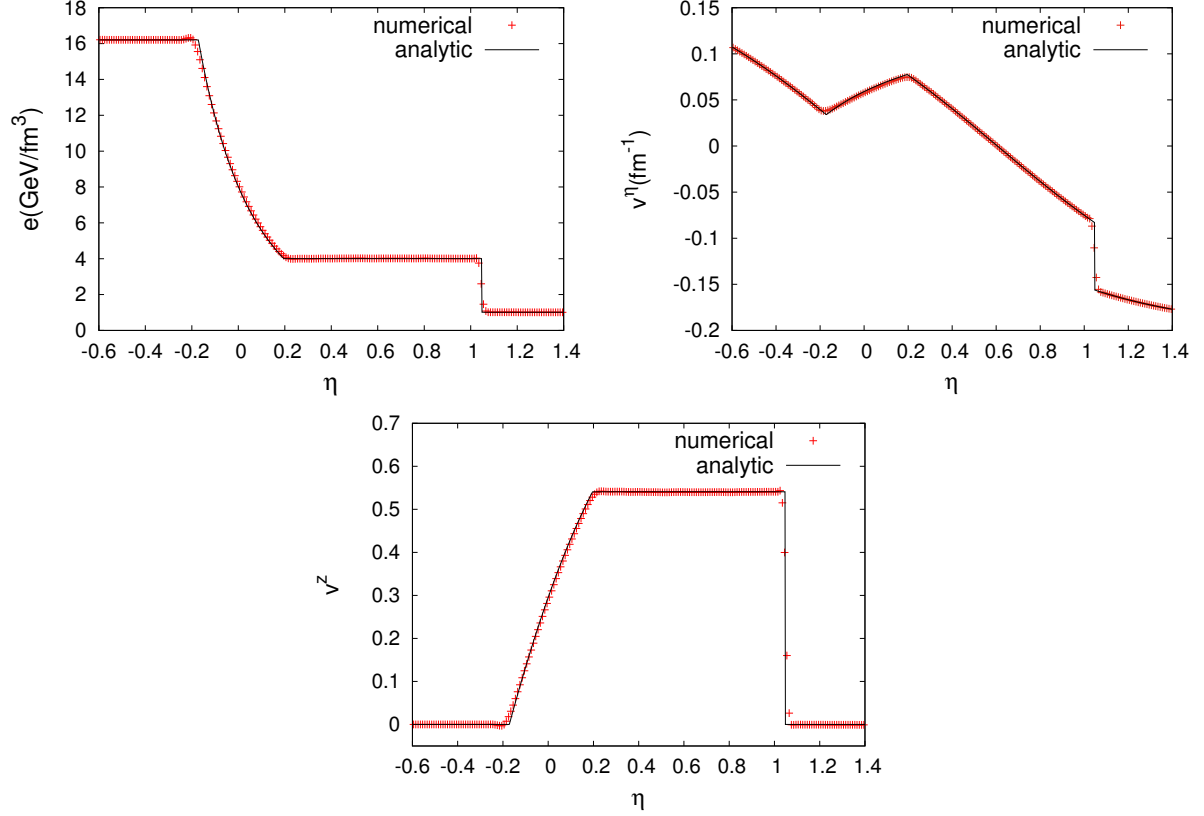 numerical
analytic
e(GeV/fm³)
18
16
14
12
10
8
6
4
2
0
-0.6 -0.4 -0.2 0 0.2 0.4 0.6 0.8 1 1.2 1.4
η
numerical
analytic
v^η(fm⁻¹)
0.15
0.1
0.05
0
-0.05
-0.1
-0.15
-0.2
-0.6 -0.4 -0.2 0 0.2 0.4 0.6 0.8 1 1.2 1.4
η
numerical
analytic
v^z
0.7
0.6
0.5
0.4
0.3
0.2
0.1
0
-0.6 -0.4 -0.2 0 0.2 0.4 0.6 0.8 1 1.2 1.4
η